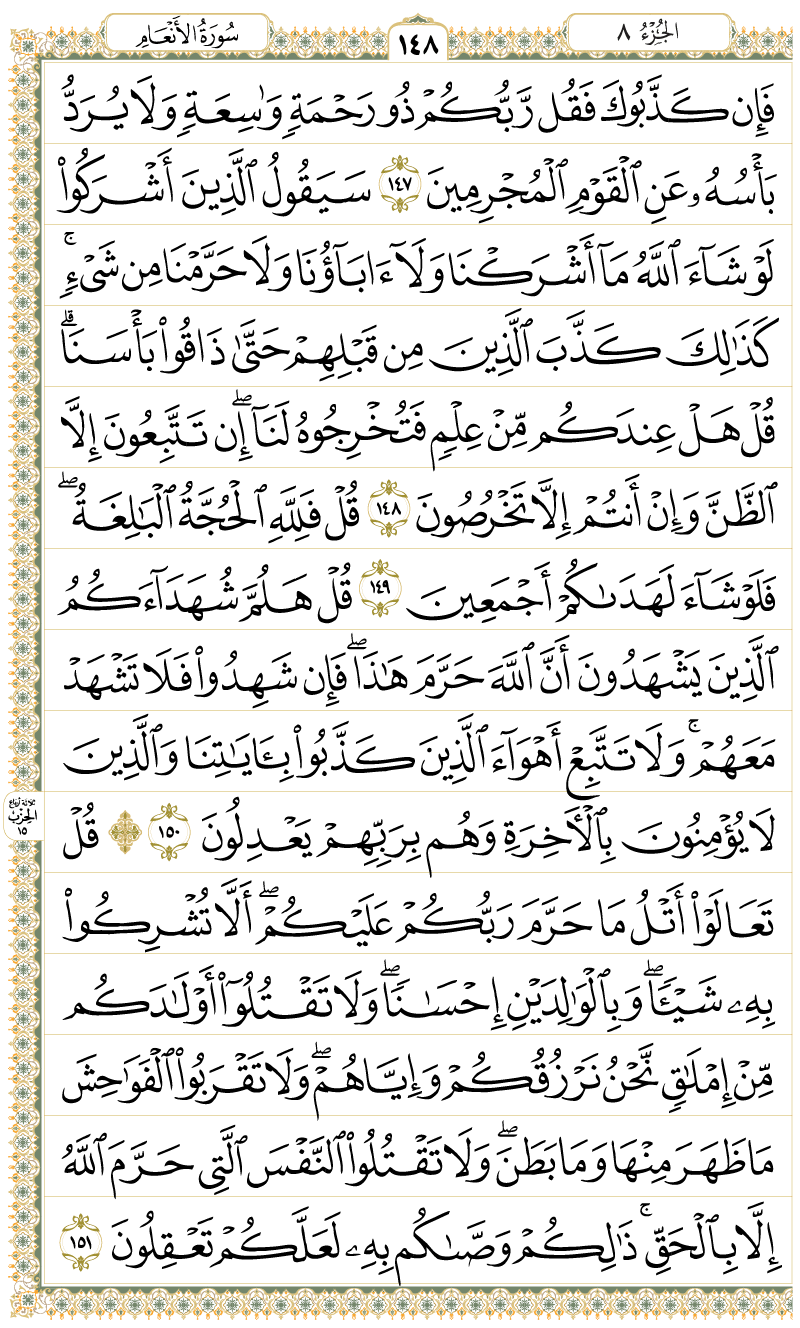 سُورَةُ الأَنْعَامِ
١٤٨
الجُزْءُ ٨
فَإِن كَذَّبُوكَ فَقُل رَّبُّكُمْ ذُو رَحْمَةٍ وَٰسِعَةٍ وَلَا يُرَدُّ
بَأْسُهُۥ عَنِ ٱلْقَوْمِ ٱلْمُجْرِمِينَ ١٤٧ سَيَقُولُ ٱلَّذِينَ أَشْرَكُوا۟
لَوْ شَآءَ ٱللَّهُ مَآ أَشْرَكْنَا وَلَآ ءَابَآؤُنَا وَلَا حَرَّمْنَا مِن شَىْءٍ ۚ
كَذَٰلِكَ كَذَّبَ ٱلَّذِينَ مِن قَبْلِهِمْ حَتَّىٰ ذَاقُوا۟ بَأْسَنَا ۗ
قُلْ هَلْ عِندَكُم مِّنْ عِلْمٍ فَتُخْرِجُوهُ لَنَآ ۖ إِن تَتَّبِعُونَ إِلَّا
ٱلظَّنَّ وَإِنْ أَنتُمْ إِلَّا تَخْرُصُونَ ١٤٨ قُلْ فَلِلَّهِ ٱلْحُجَّةُ ٱلْبَٰلِغَةُ ۖ
فَلَوْ شَآءَ لَهَدَىٰكُمْ أَجْمَعِينَ ١٤٩ قُلْ هَلُمَّ شُهَدَآءَكُمُ
ٱلَّذِينَ يَشْهَدُونَ أَنَّ ٱللَّهَ حَرَّمَ هَٰذَا ۖ فَإِن شَهِدُوا۟ فَلَا تَشْهَدْ
مَعَهُمْ ۚ وَلَا تَتَّبِعْ أَهْوَآءَ ٱلَّذِينَ كَذَّبُوا۟ بِـَٔايَٰتِنَا وَٱلَّذِينَ
لَا يُؤْمِنُونَ بِٱلْءَاخِرَةِ وَهُم بِرَبِّهِمْ يَعْدِلُونَ ١٥٠ ۞ قُلْ
ثلاثة أرباع
الحِزْبُ
١٥
تَعَالَوْا۟ أَتْلُ مَا حَرَّمَ رَبُّكُمْ عَلَيْكُمْ ۖ أَلَّا تُشْرِكُوا۟
بِهِۦ شَيْـًٔا ۖ وَبِٱلْوَٰلِدَيْنِ إِحْسَٰنًا ۖ وَلَا تَقْتُلُوٓا۟ أَوْلَٰدَكُم
مِّنْ إِمْلَٰقٍ ۖ نَّحْنُ نَرْزُقُكُمْ وَإِيَّاهُمْ ۖ وَلَا تَقْرَبُوا۟ ٱلْفَوَٰحِشَ
مَا ظَهَرَ مِنْهَا وَمَا بَطَنَ ۖ وَلَا تَقْتُلُوا۟ ٱلنَّفْسَ ٱلَّتِى حَرَّمَ ٱللَّهُ
إِلَّا بِٱلْحَقِّ ۚ ذَٰلِكُمْ وَصَّىٰكُم بِهِۦ لَعَلَّكُمْ تَعْقِلُونَ ١٥١